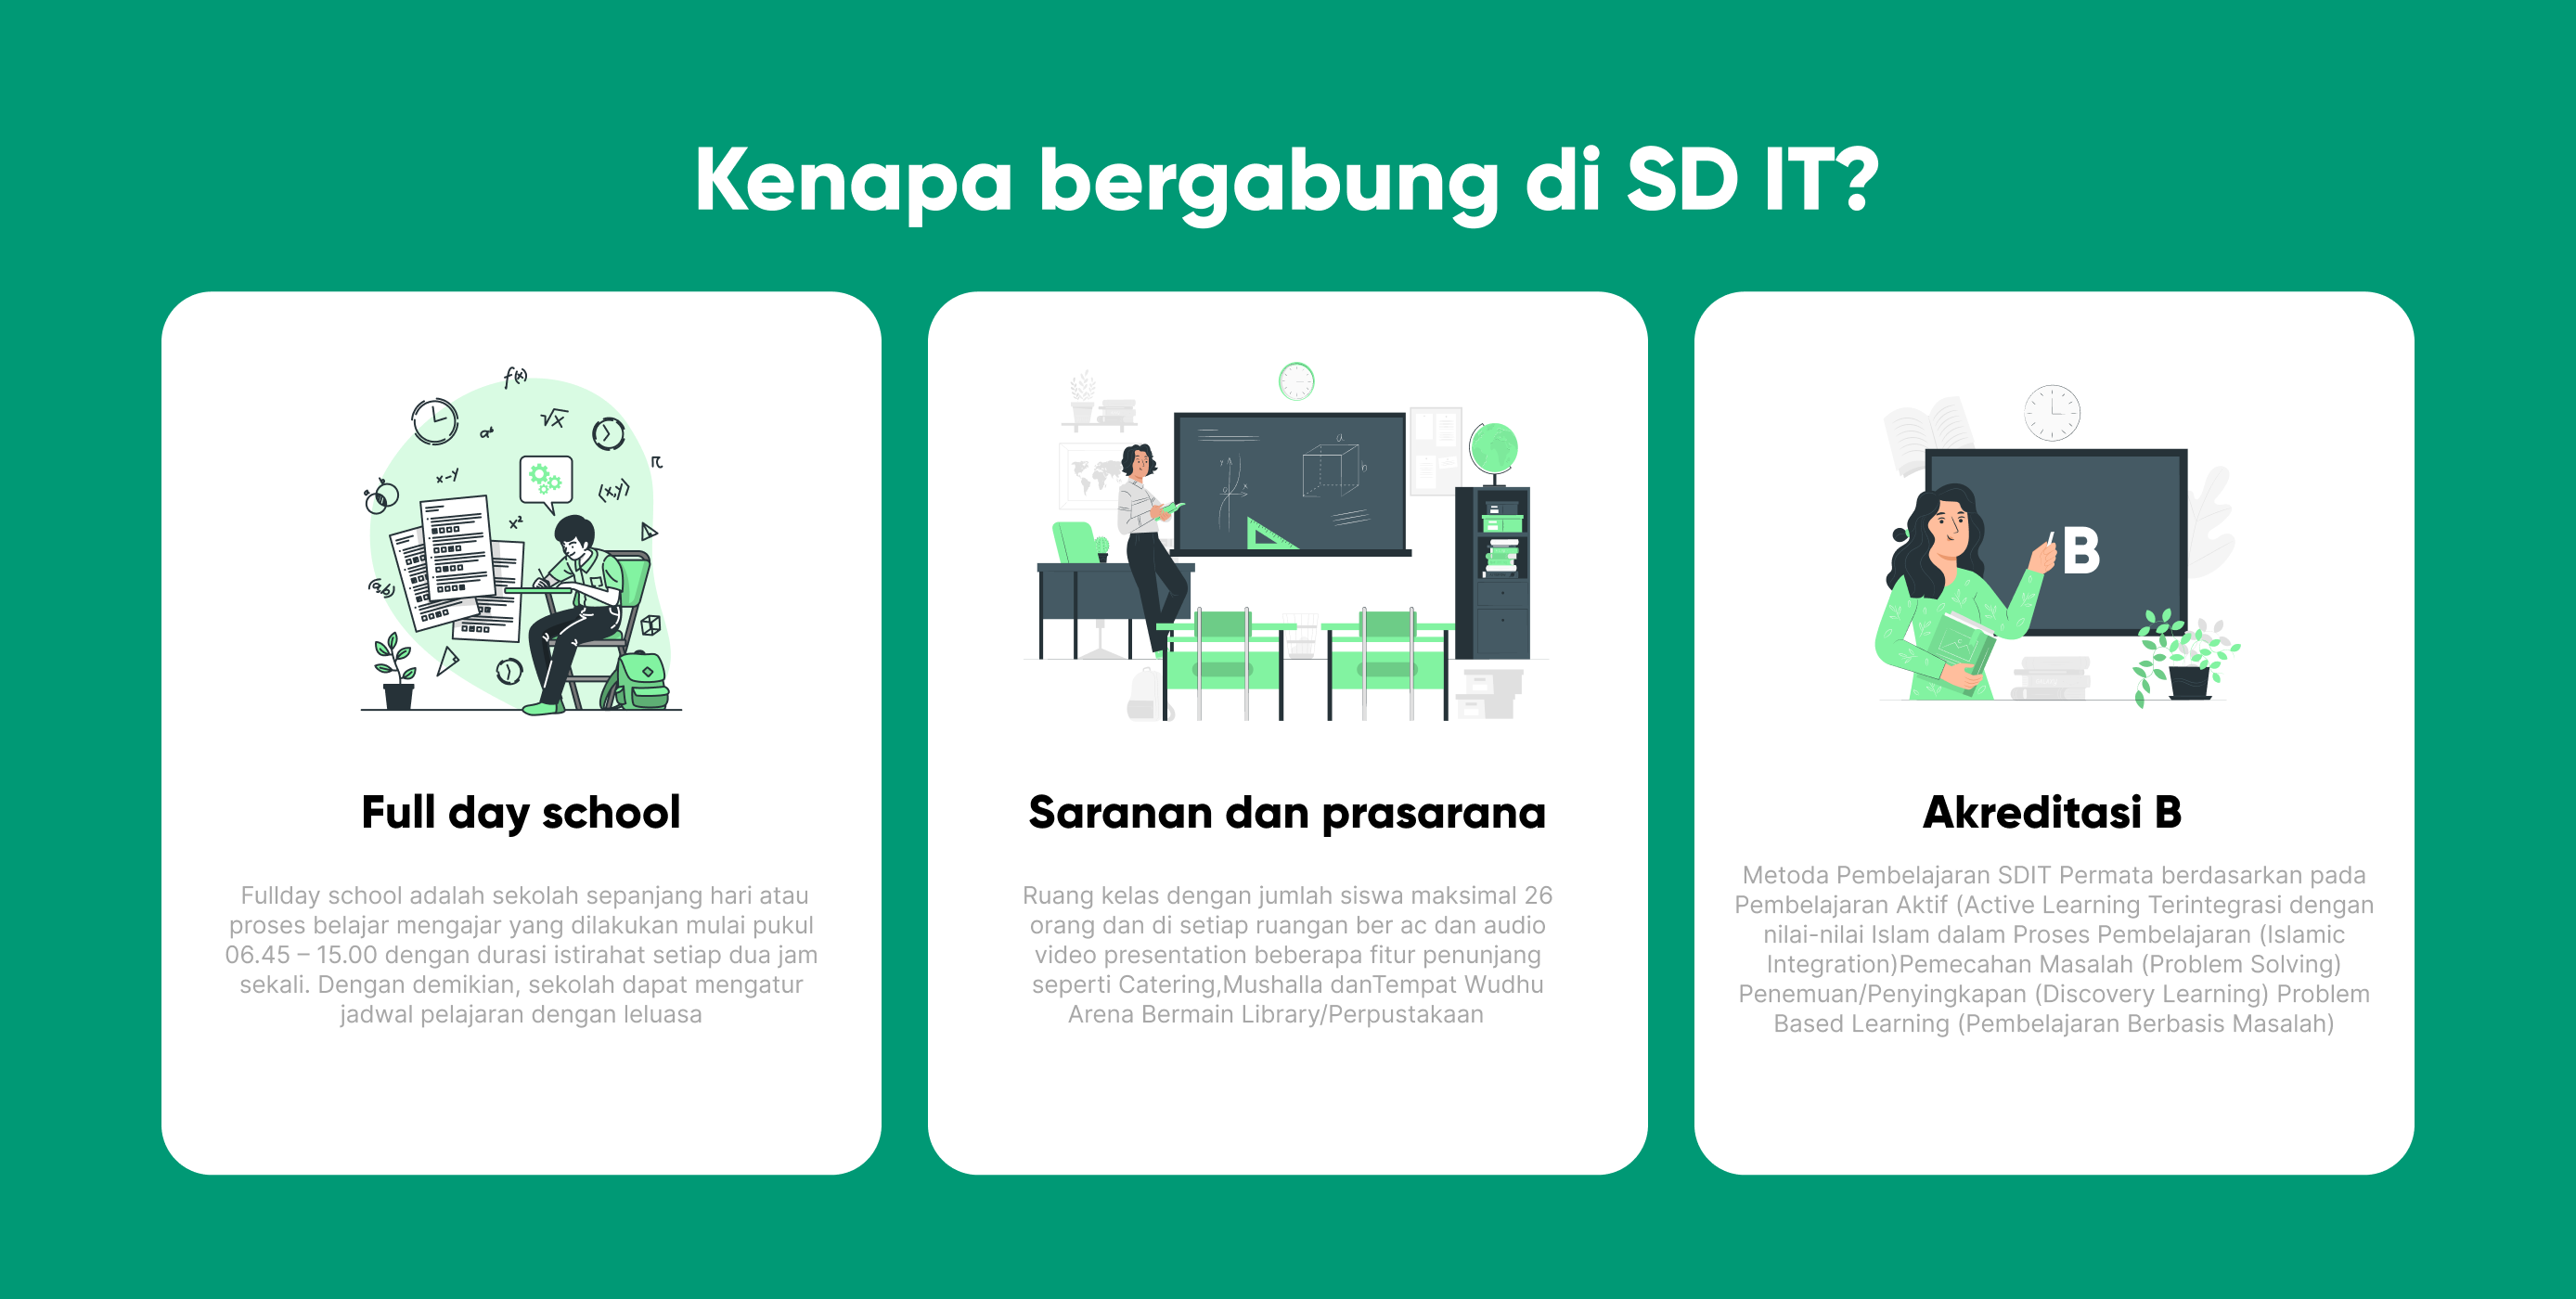 Kenapa bergabung di SD IT?
f(x)
√x
a⁶
x-y
π
(x,y)
x²
(a,b)
Full day school
Fullday school adalah sekolah sepanjang hari atau
proses belajar mengajar yang dilakukan mulai pukul
06.45 – 15.00 dengan durasi istirahat setiap dua jam
sekali. Dengan demikian, sekolah dapat mengatur
jadwal pelajaran dengan leluasa
a
b
y
x
0
Saranan dan prasarana
Ruang kelas dengan jumlah siswa maksimal 26
orang dan di setiap ruangan ber ac dan audio
video presentation beberapa fitur penunjang
seperti Catering,Mushalla danTempat Wudhu
Arena Bermain Library/Perpustakaan
B
Akreditasi B
Metoda Pembelajaran SDIT Permata berdasarkan pada
Pembelajaran Aktif (Active Learning Terintegrasi dengan
nilai-nilai Islam dalam Proses Pembelajaran (Islamic
Integration)Pemecahan Masalah (Problem Solving)
Penemuan/Penyingkapan (Discovery Learning) Problem
Based Learning (Pembelajaran Berbasis Masalah)